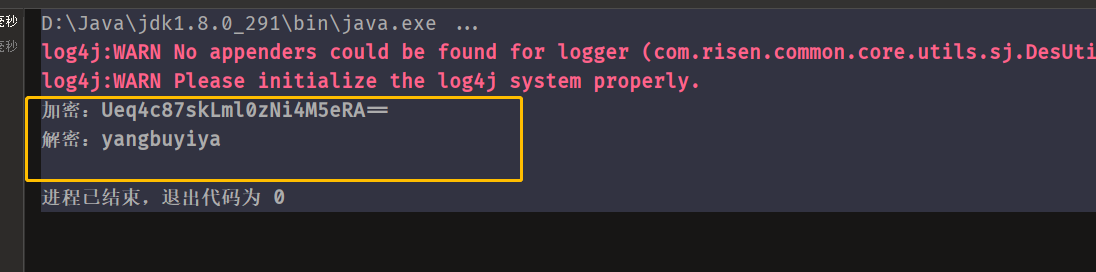 毫秒
D:\Java\jdk1.8.0_291\bin\java.exe ...
毫秒
log4j:WARN No appenders could be found for logger (com.risen.common.core.utils.sj.DesUti
log4j:WARN Please initialize the log4j system properly.
加密：Ueq4c87skLml0zNi4M5eRA==
解密：yangbuyiya
进程已结束，退出代码为 0